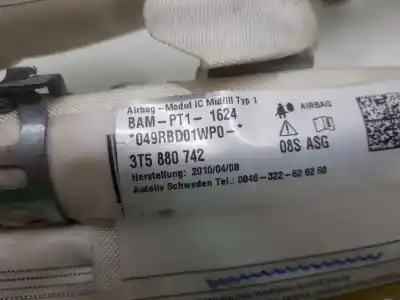 Airbag-Modul IC Midfill Typ 1
BAM-PT1- 1624
*049RBD01WP0-*
3T5 880 742
Herstellung: 2010/04/08
Autoliv Schweden Tel.: 0046-322-62 62 60
AIRBAG
08S ASG